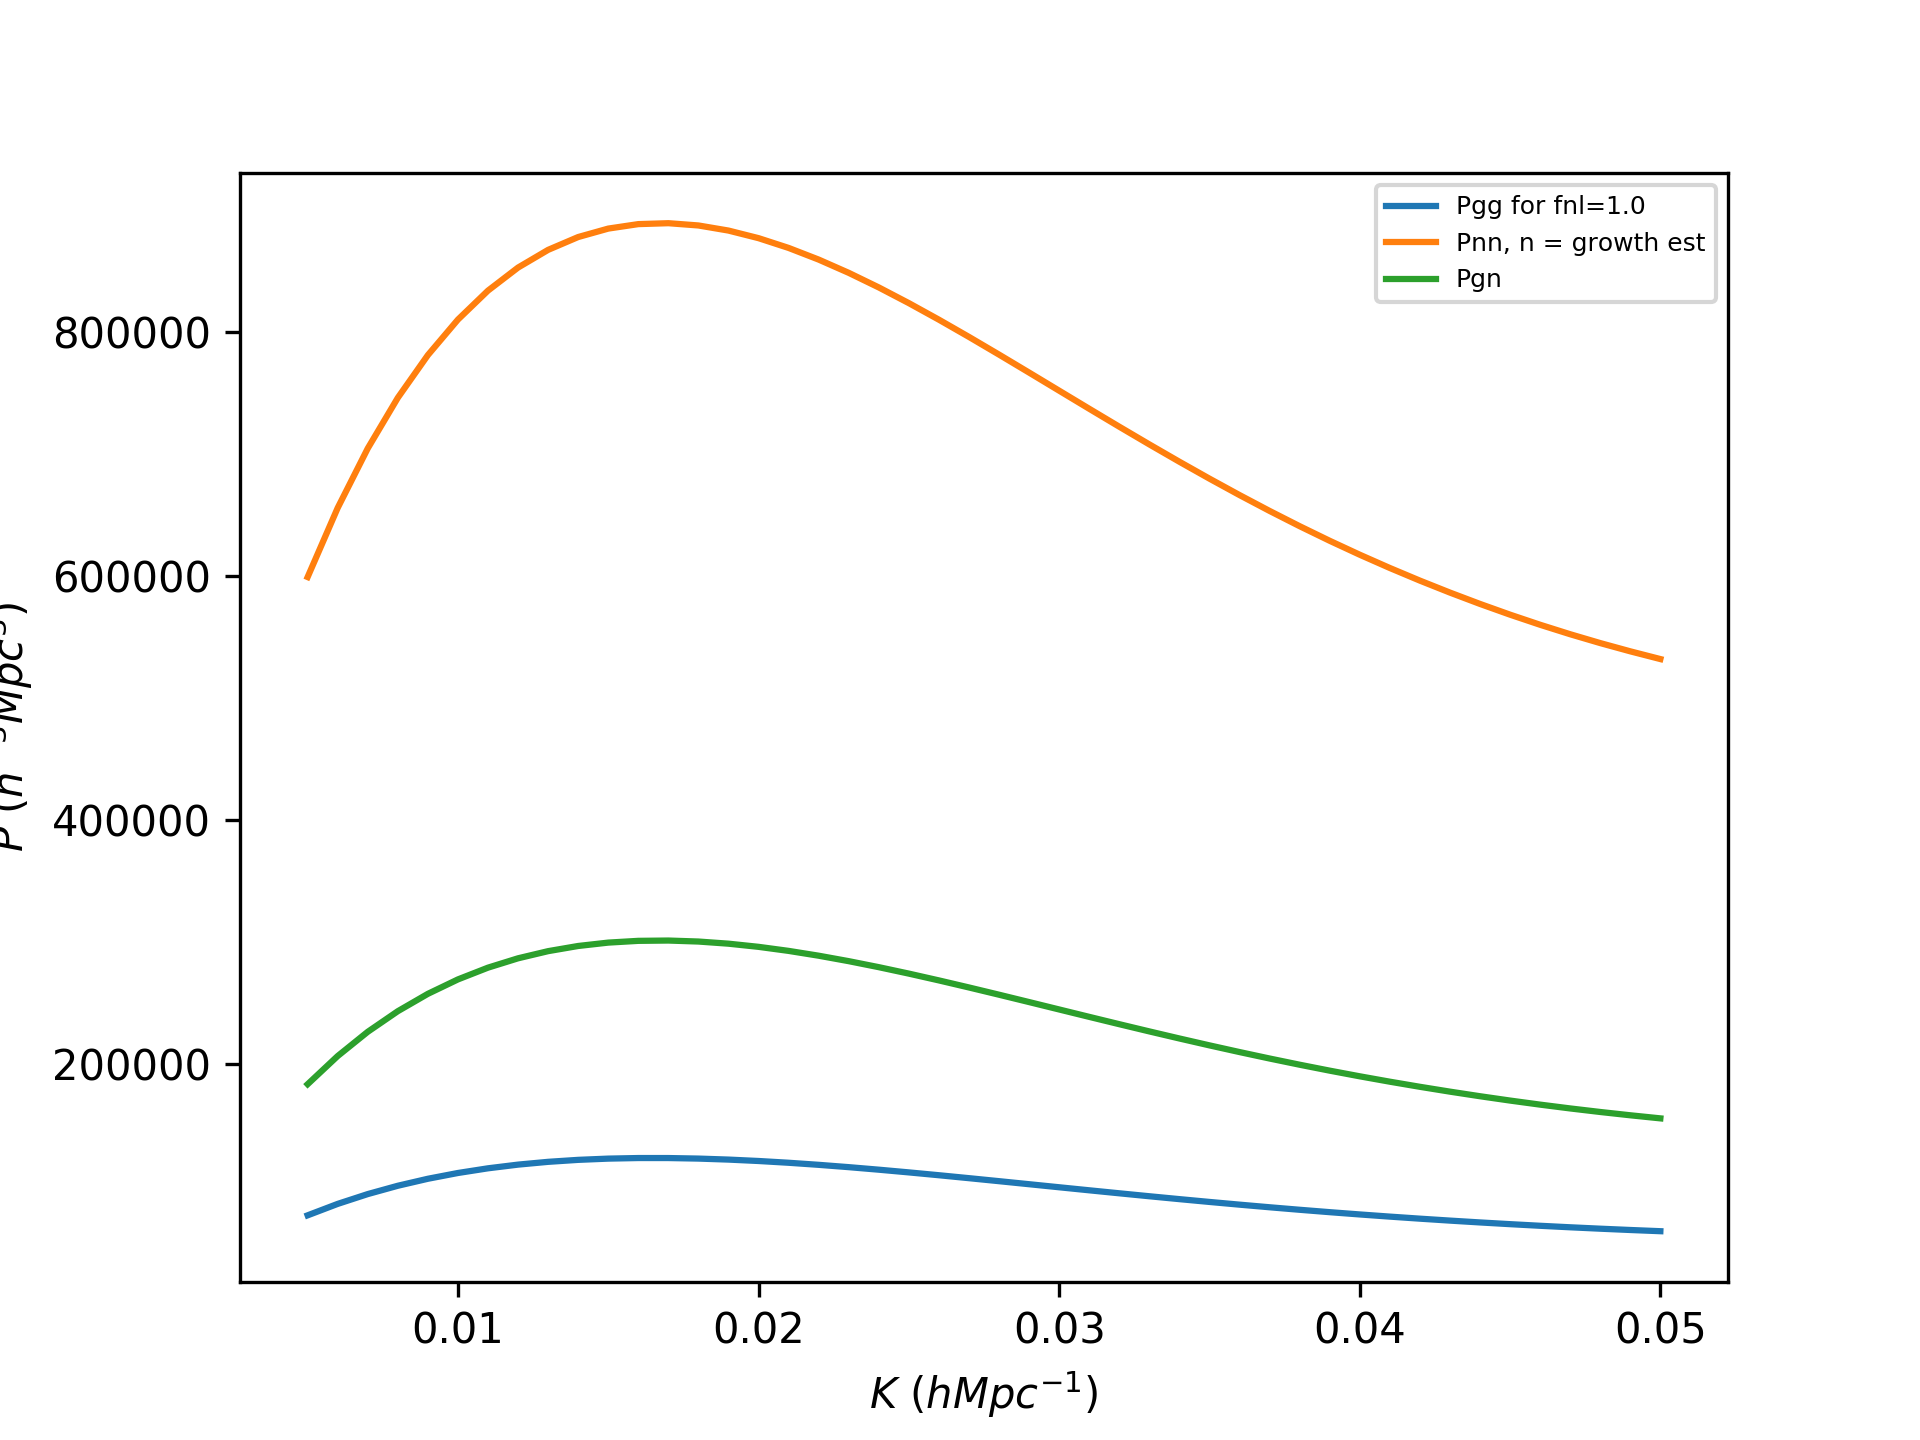 Pgg for fnl=1.0
Pnn, n = growth est
Pgn
800000
600000
400000
200000
P (h ³Mpc³)
0.01 0.02 0.03 0.04 0.05
K (hMpc⁻¹)